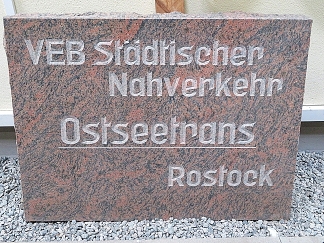 VEB Städtischer
Nahverkehr
Ostseetrans
Rostock